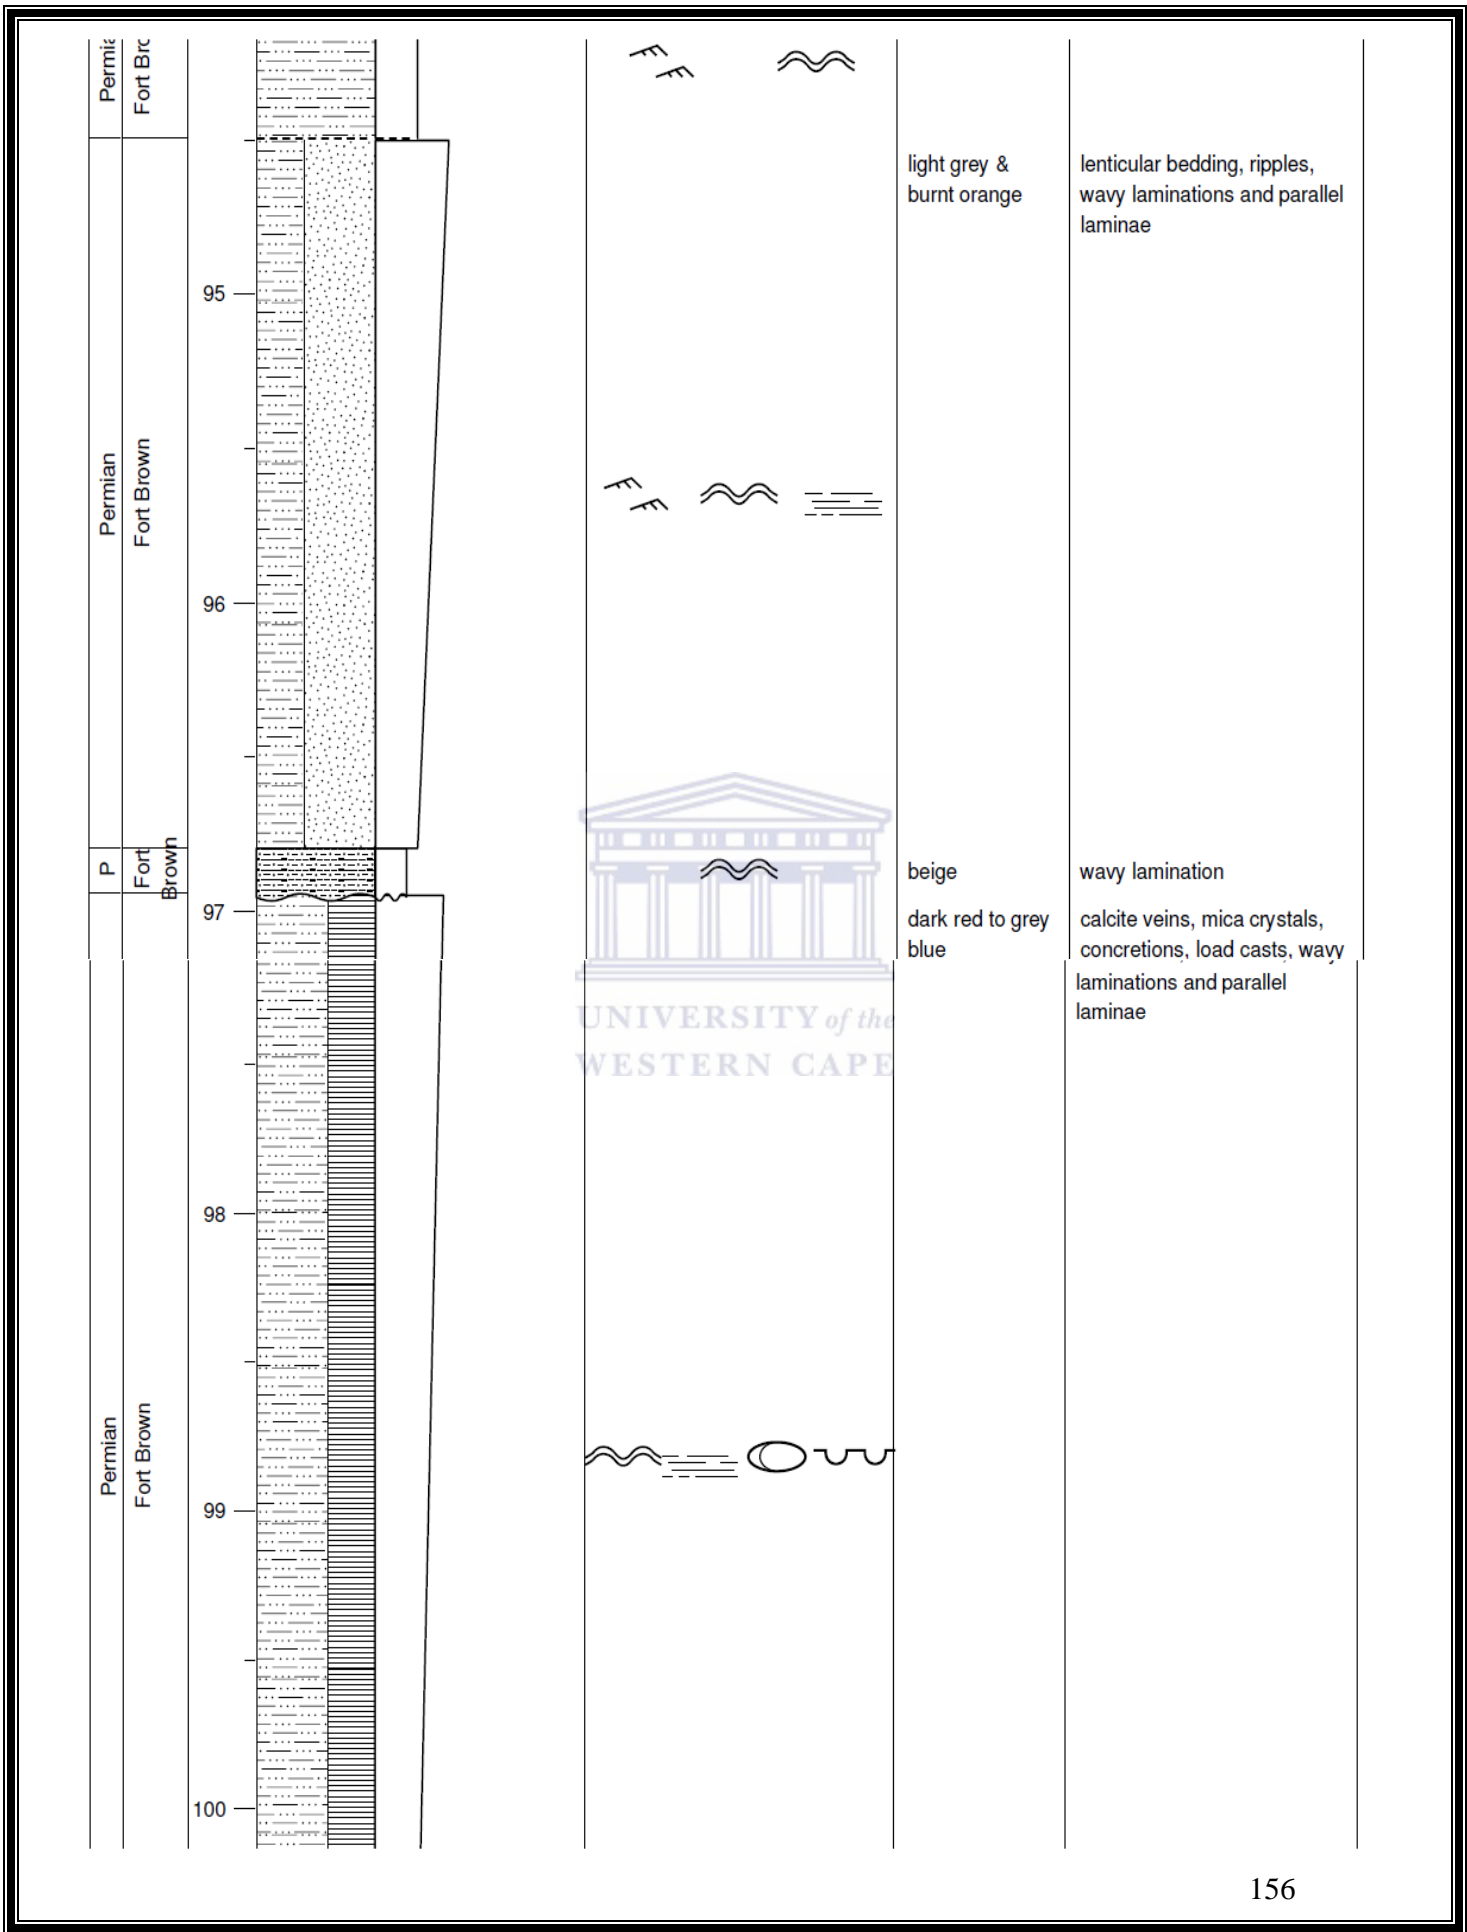 Permia
Fort Brc
light grey &
burnt orange
lenticular bedding, ripples,
wavy laminations and parallel
laminae
95
Permian
Fort Brown
96
P
Fort
Brown
beige
wavy lamination
97
dark red to grey
blue
calcite veins, mica crystals,
concretions, load casts, wavy
laminations and parallel
laminae
UNIVERSITY of the
WESTERN CAPE
98
Permian
Fort Brown
99
100
156